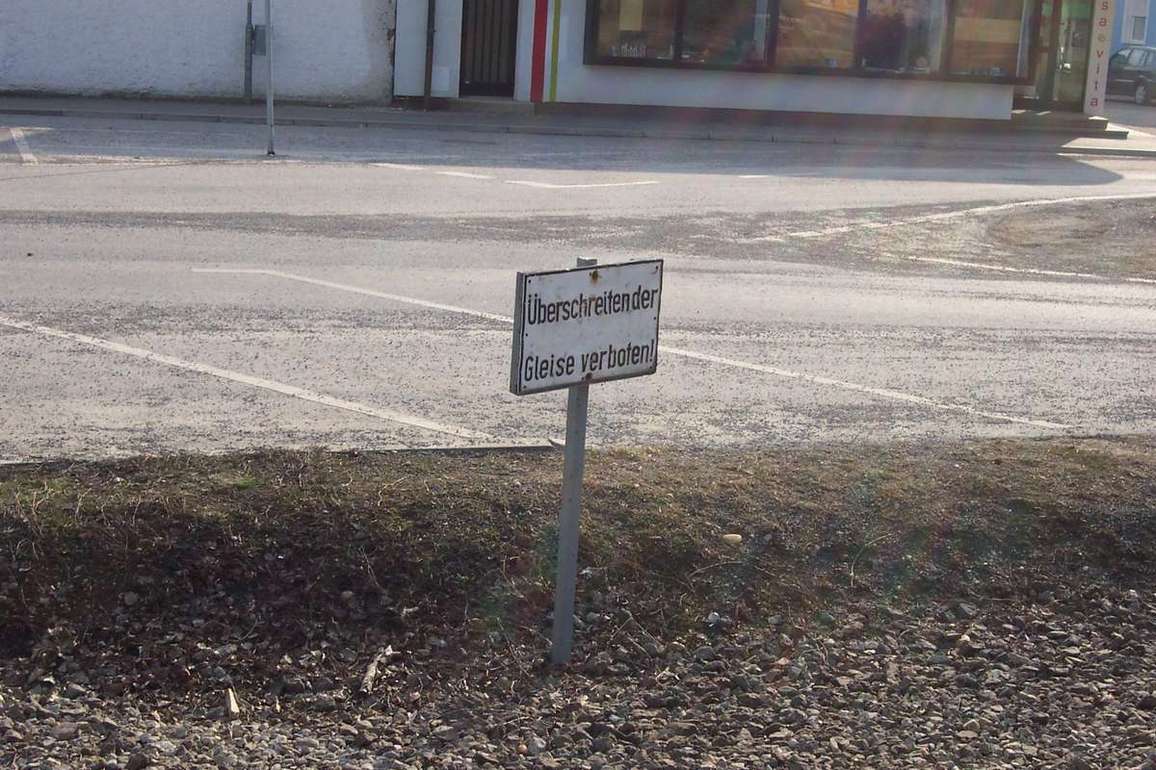 Überschreiten der
Gleise verboten!